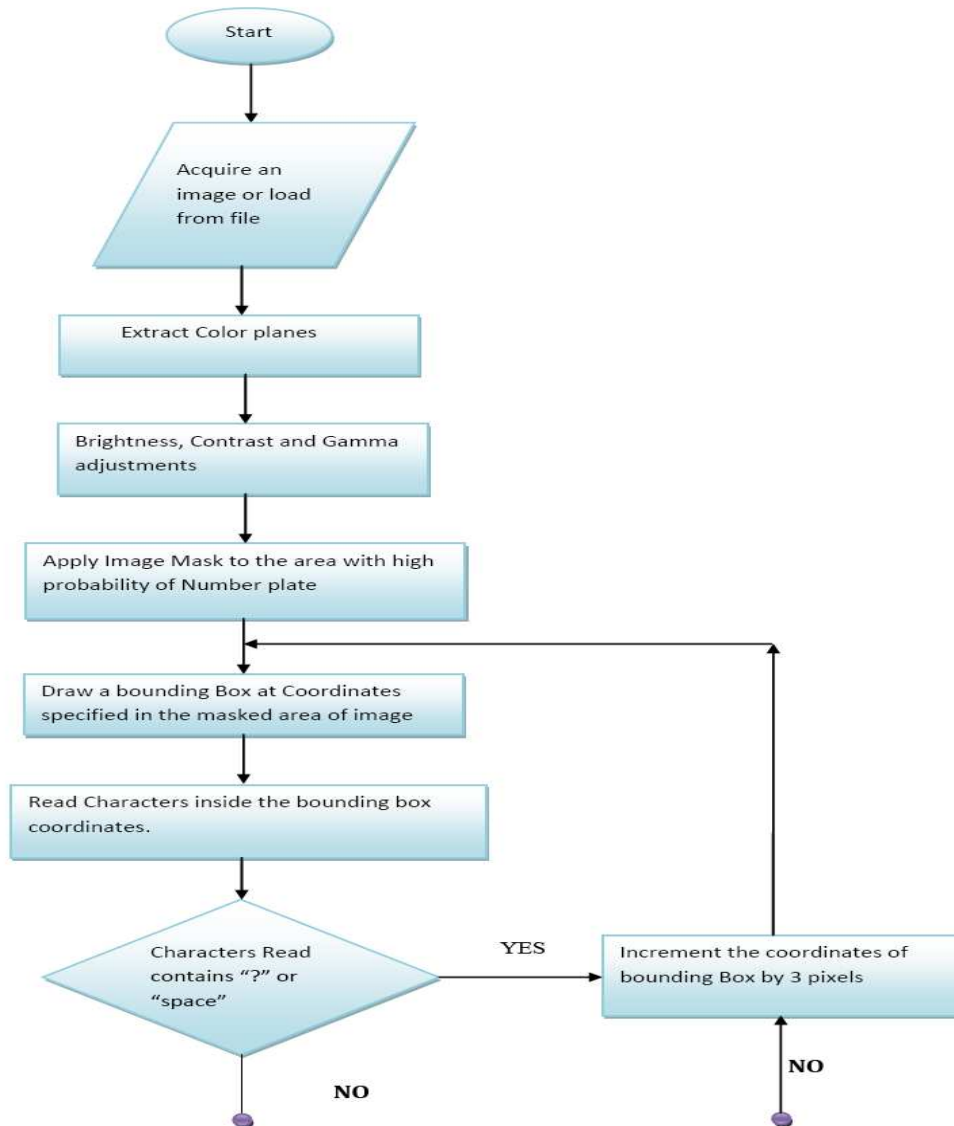 Start
Acquire an
image or load
from file
Extract Color planes
Brightness, Contrast and Gamma
adjustments
Apply Image Mask to the area with high
probability of Number plate
Draw a bounding Box at Coordinates
specified in the masked area of image
Read Characters inside the bounding box
coordinates.
Characters Read
contains “?” or
“space”
YES
Increment the coordinates of
bounding Box by 3 pixels
NO
NO